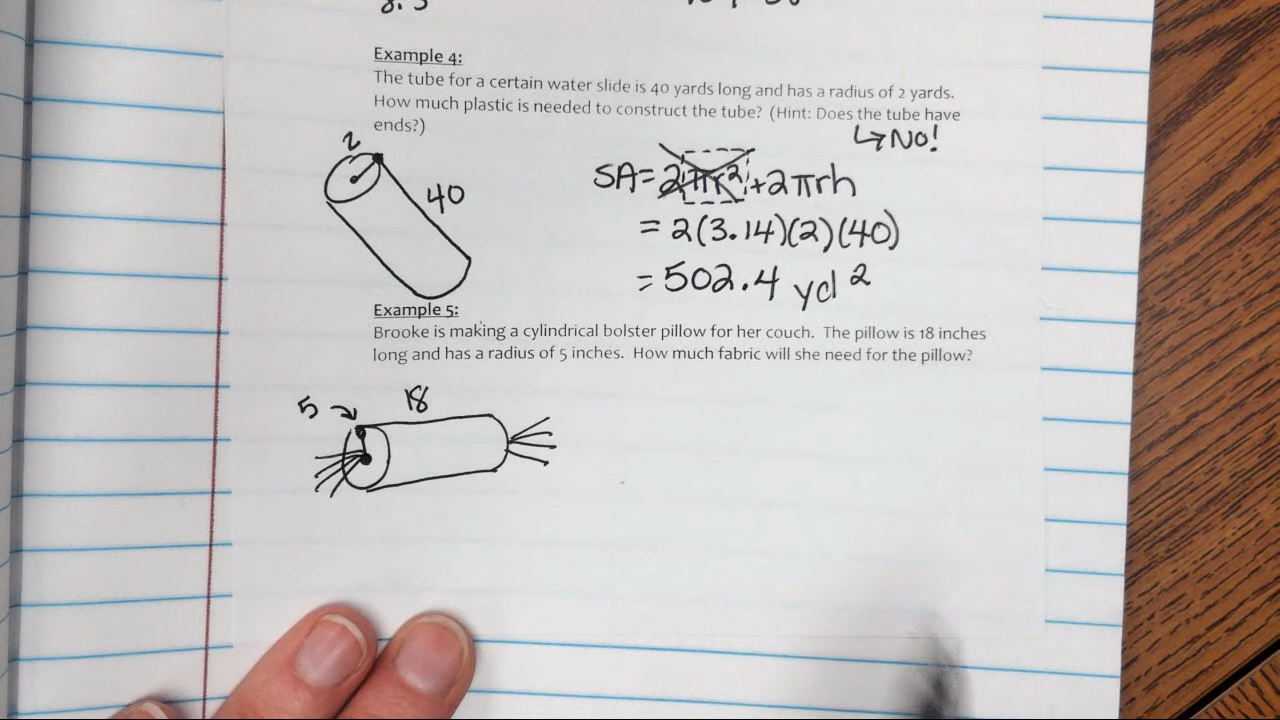 Example 4:
The tube for a certain water slide is 40 yards long and has a radius of 2 yards.
How much plastic is needed to construct the tube? (Hint: Does the tube have
ends?)
↳No!
2
40
SA=2πr²+2πrh
= 2(3.14)(2)(40)
= 502.4 yd²
Example 5:
Brooke is making a cylindrical bolster pillow for her couch. The pillow is 18 inches
long and has a radius of 5 inches. How much fabric will she need for the pillow?
5
18